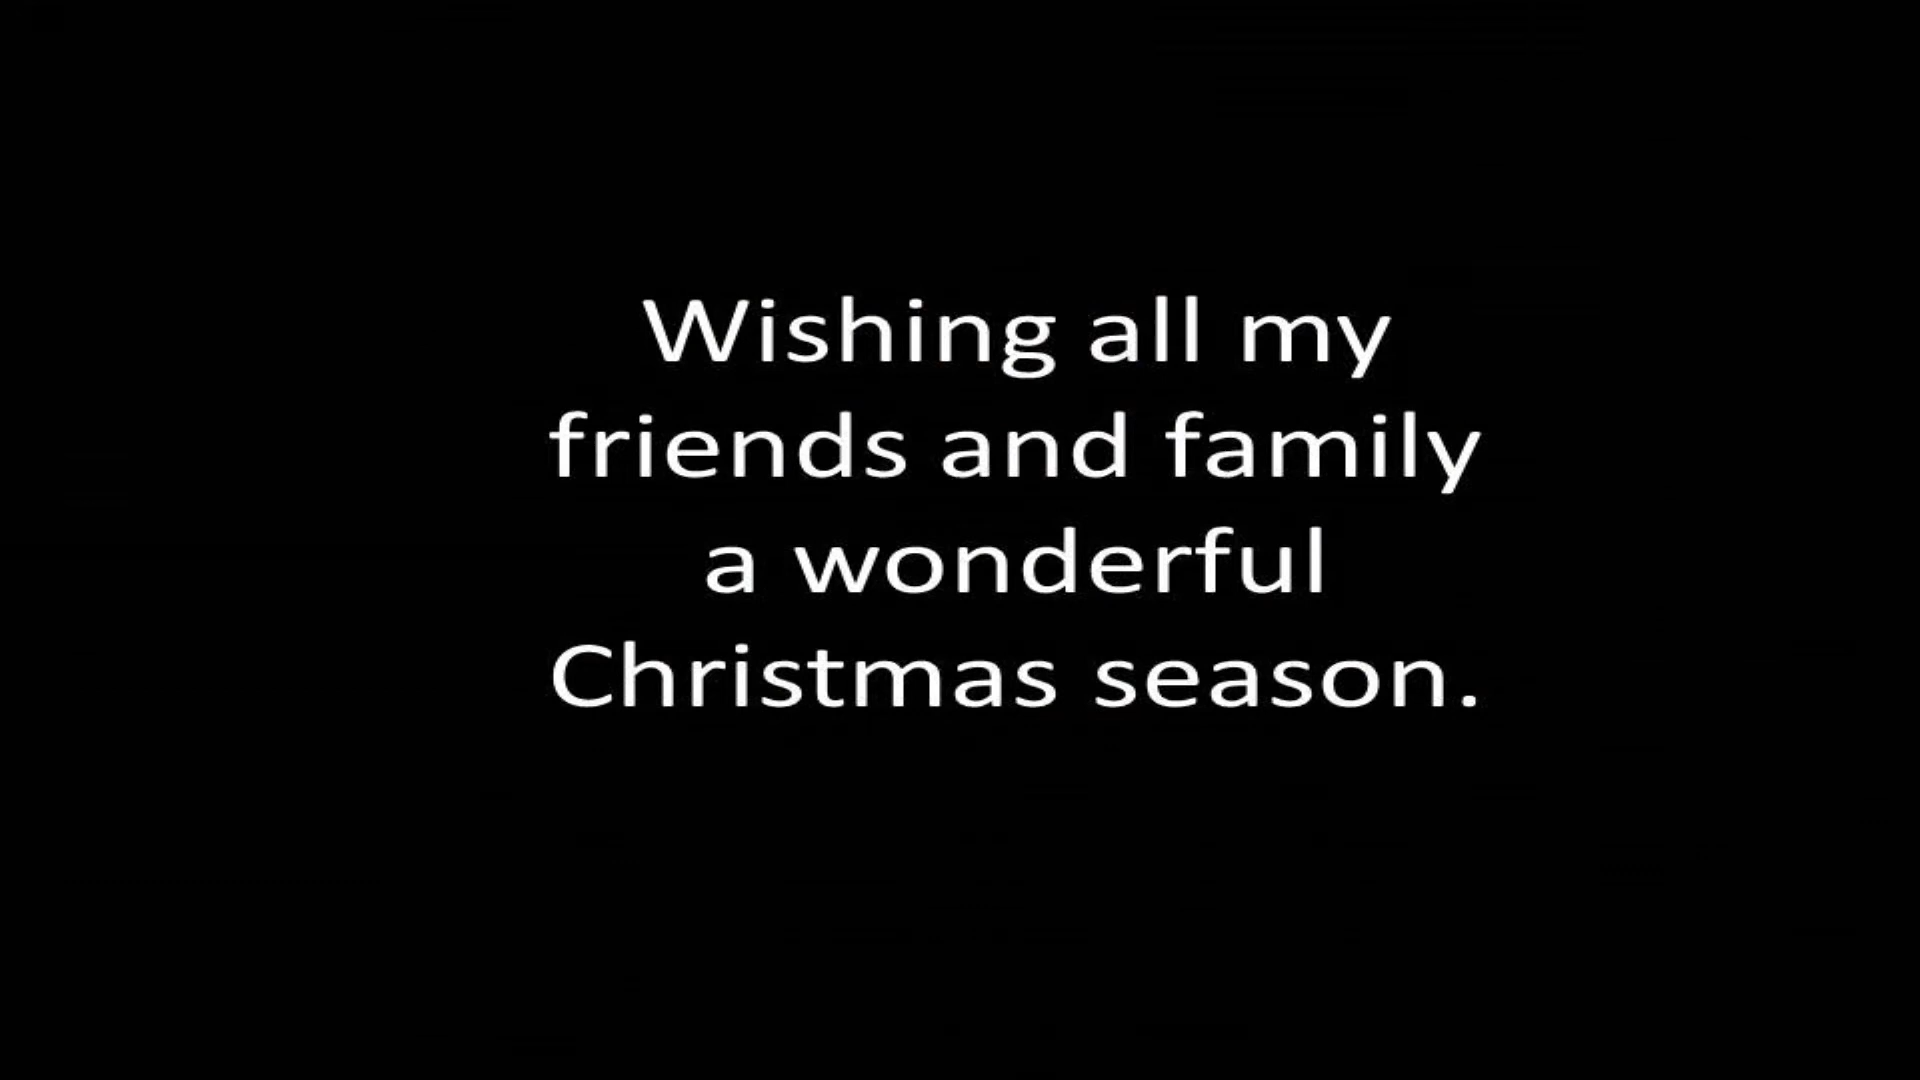 Wishing all my
friends and family
a wonderful
Christmas season.